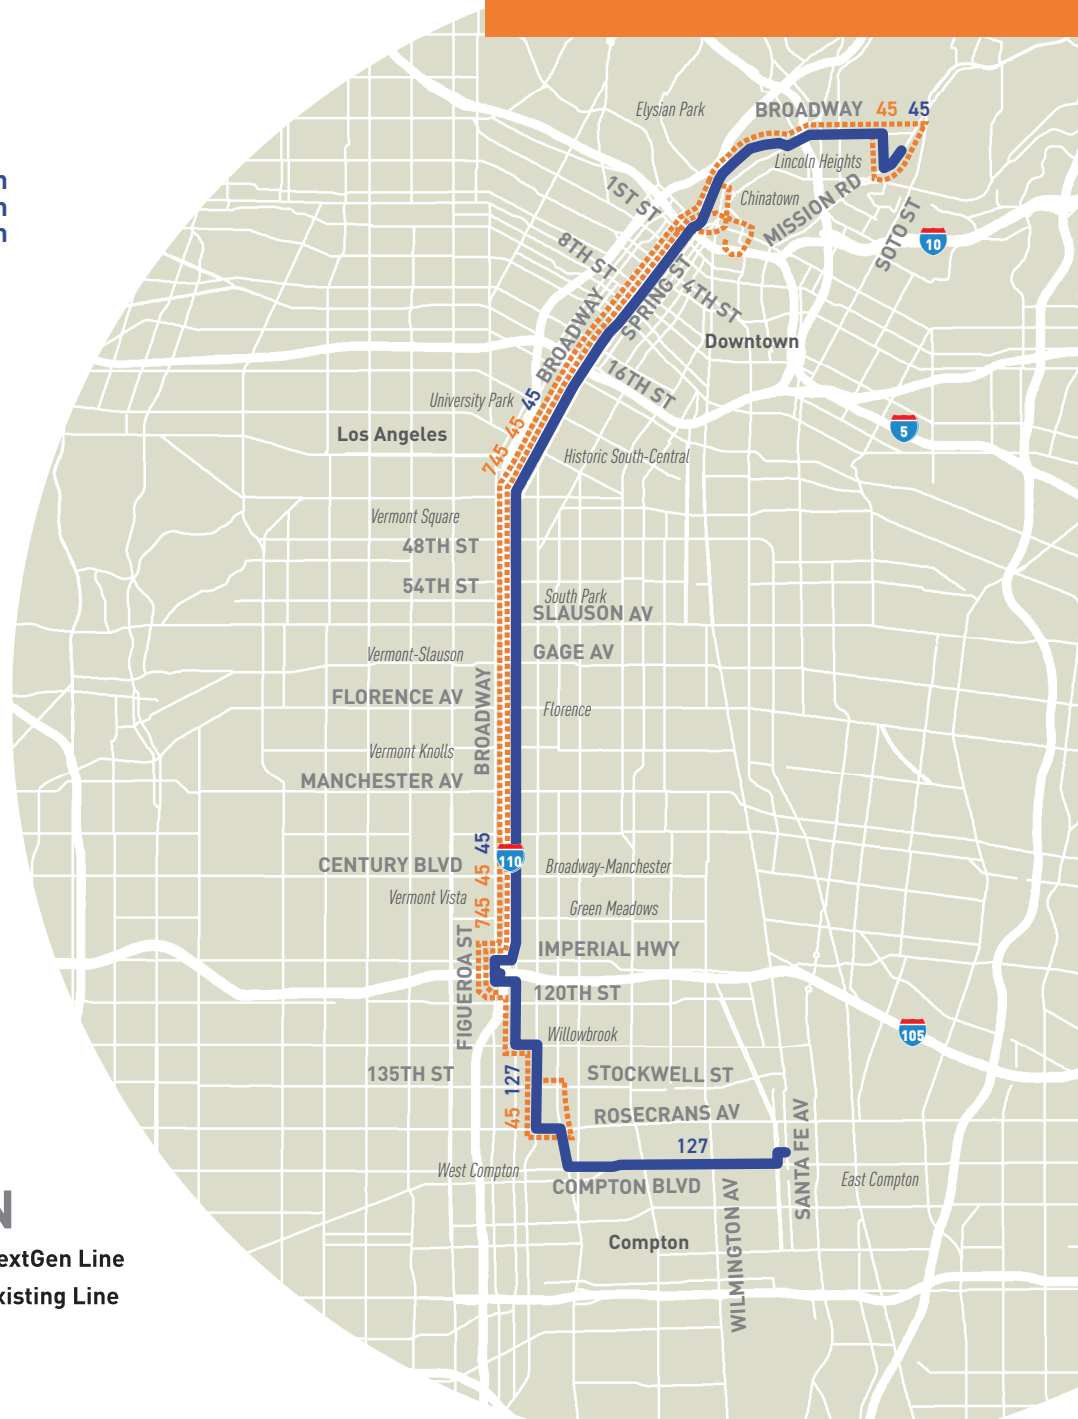 Elysian Park
BROADWAY 45 45
Lincoln Heights
1ST ST
Chinatown
MISSION RD
SOTO ST
10
8TH ST
SPRING ST
4TH ST
BROADWAY
Downtown
16TH ST
University Park
45
45
745
5
Los Angeles
Historic South-Central
Vermont Square
48TH ST
54TH ST
South Park
SLAUSON AV
Vermont-Slauson
GAGE AV
FLORENCE AV
BROADWAY
Florence
Vermont Knolls
MANCHESTER AV
45
CENTURY BLVD
110
45
Broadway-Manchester
Vermont Vista
745
Green Meadows
FIGUEROA ST
IMPERIAL HWY
120TH ST
Willowbrook
105
135TH ST
127
STOCKWELL ST
45
ROSECRANS AV
127
SANTA FE AV
West Compton
COMPTON BLVD
WILMINGTON AV
East Compton
Compton